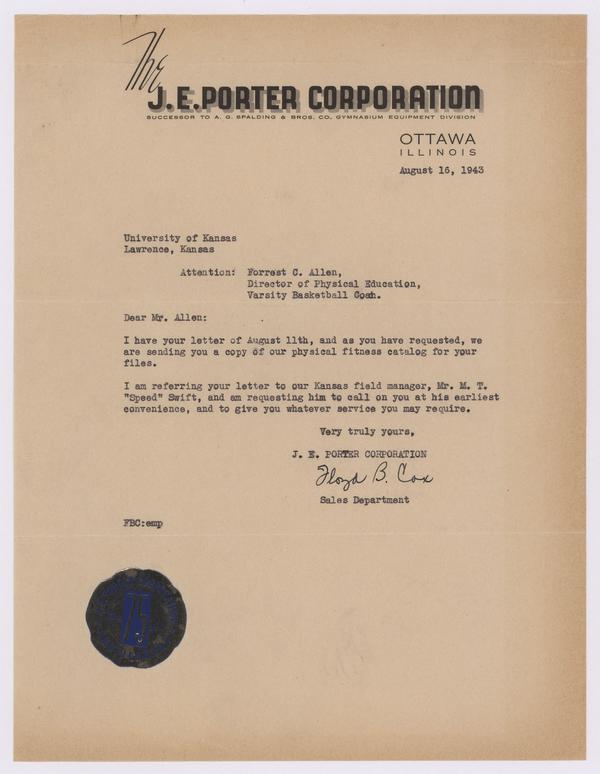 The
J. E. PORTER CORPORATION
SUCCESSOR TO A. G. SPALDING & BROS. CO. GYMNASIUM EQUIPMENT DIVISION
OTTAWA
ILLINOIS
August 16, 1943
University of Kansas
Lawrence, Kansas
Attention: Forrest C. Allen,
Director of Physical Education,
Varsity Basketball Coah.
Dear Mr. Allen:
I have your letter of August 11th, and as you have requested, we
are sending you a copy of our physical fitness catalog for your
files.
I am referring your letter to our Kansas field manager, Mr. M. T.
"Speed" Swift, and am requesting him to call on you at his earliest
convenience, and to give you whatever service you may require.
Very truly yours,
J. E. PORTER CORPORATION
Floyd B. Cox
Sales Department
FBC:emp
75